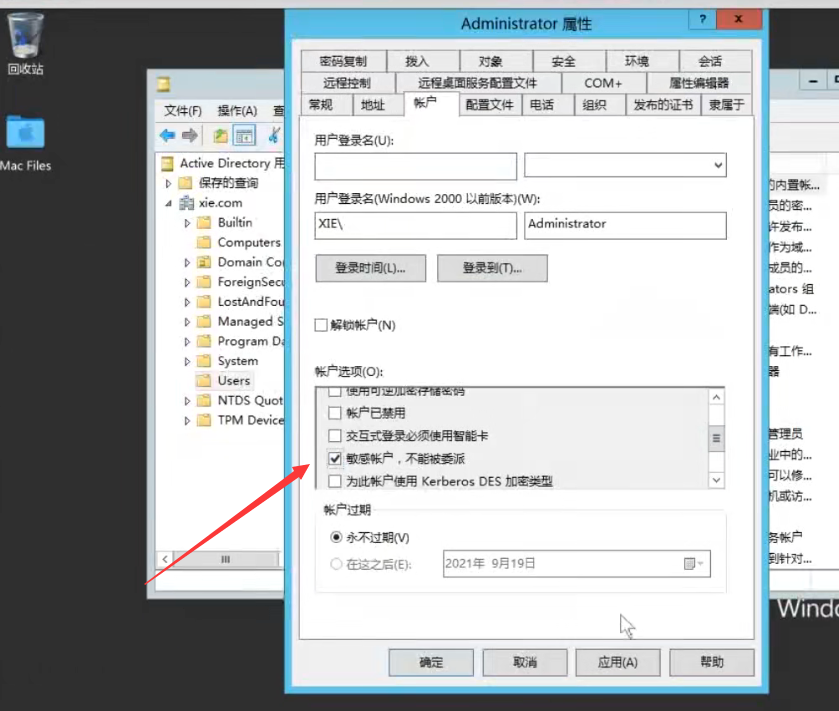 Administrator 属性
?
x
回收站
Mac Files
密码复制 拨入 对象 安全 环境 会话
远程控制 远程桌面服务配置文件 COM+ 属性编辑器
常规 地址 帐户 配置文件 电话 组织 发布的证书 隶属于
文件(F) 操作(A) 查
Active Directory 用
保存的查询
xie.com
Builtin
Computers
Domain Co
ForeignSecu
LostAndFou
Managed S
Program Da
System
Users
NTDS Quot
TPM Device
用户登录名(U):
用户登录名(Windows 2000 以前版本)(W):
XIE\ Administrator
登录时间(L)... 登录到(T)...
解锁帐户(N)
帐户选项(O):
使用可逆加密存储密码
帐户已禁用
交互式登录必须使用智能卡
敏感帐户，不能被委派
为此帐户使用 Kerberos DES 加密类型
帐户过期
永不过期(V)
在这之后(E): 2021年 9月19日
确定 取消 应用(A) 帮助
的内置帐...
员的密...
许发布...
作为域...
成员的...
ators 组
端(如 D...
有工作...
器
管理员
业中的...
可以修...
机或访...
务帐户
到针对...
Windo